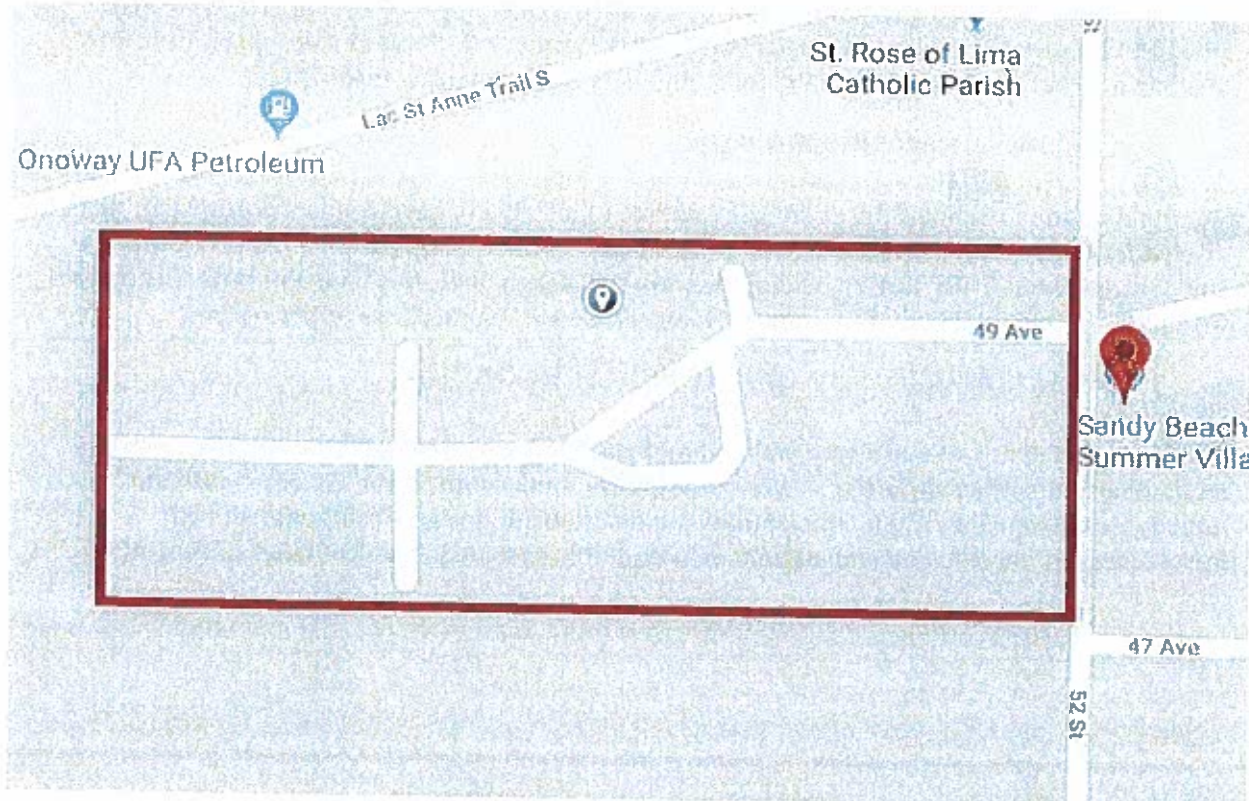 St. Rose of Lima
Catholic Parish
Lac St Anne Trail S
Onoway UFA Petroleum
49 Ave
Sandy Beach
Summer Villa
47 Ave
52 St